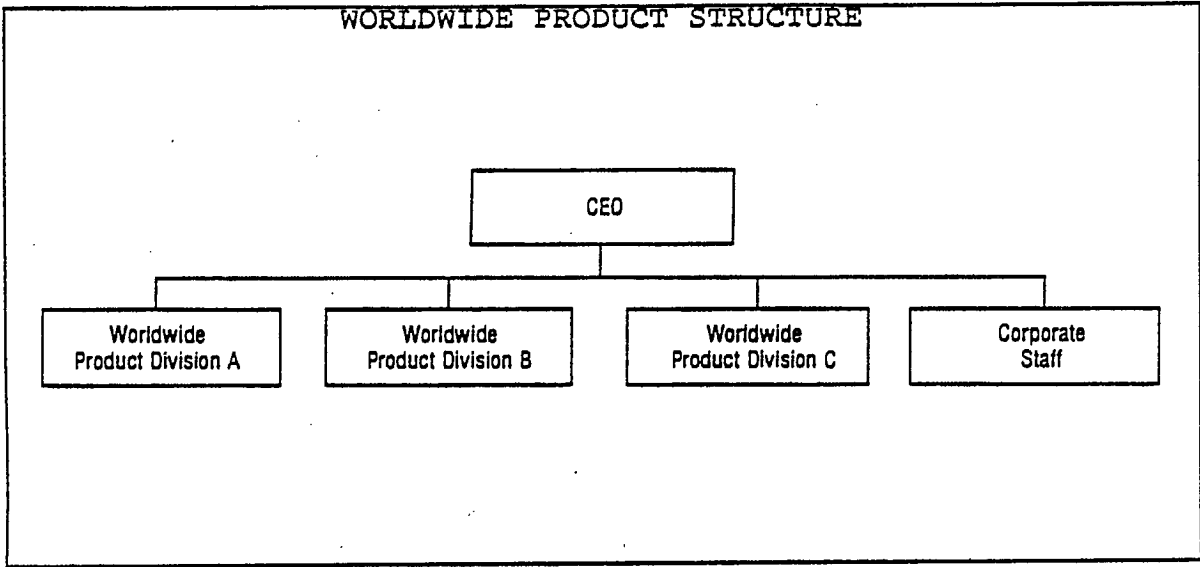 WORLDWIDE PRODUCT STRUCTURE
CEO
Worldwide
Product Division A
Worldwide
Product Division B
Worldwide
Product Division C
Corporate
Staff